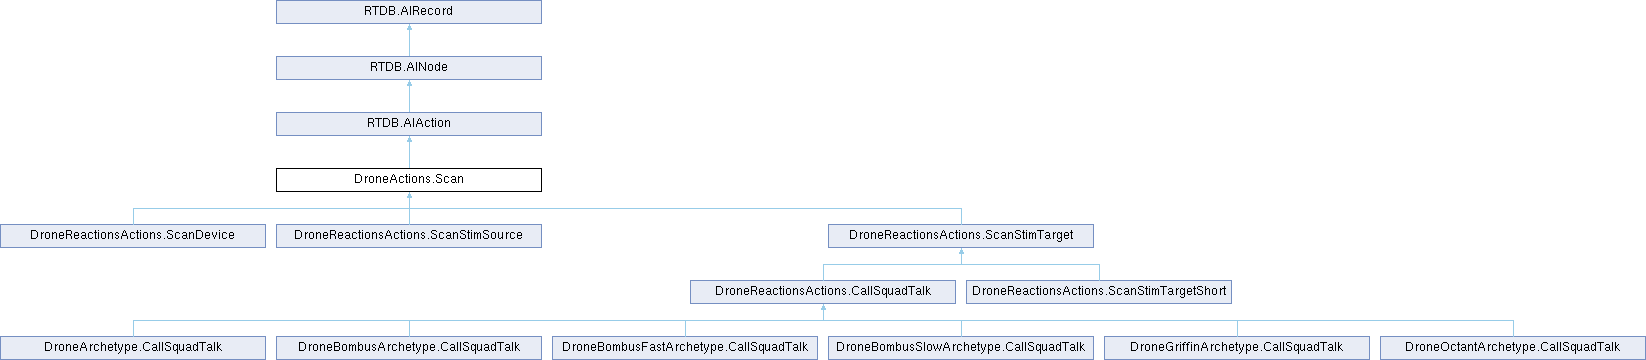 RTDB.AIRecord
RTDB.AINode
RTDB.AIAction
DroneActions.Scan
DroneReactionsActions.ScanDevice
DroneReactionsActions.ScanStimSource
DroneReactionsActions.ScanStimTarget
DroneReactionsActions.CallSquadTalk
DroneReactionsActions.ScanStimTargetShort
DroneArchetype.CallSquadTalk
DroneBombusArchetype.CallSquadTalk
DroneBombusFastArchetype.CallSquadTalk
DroneBombusSlowArchetype.CallSquadTalk
DroneGriffinArchetype.CallSquadTalk
DroneOctantArchetype.CallSquadTalk